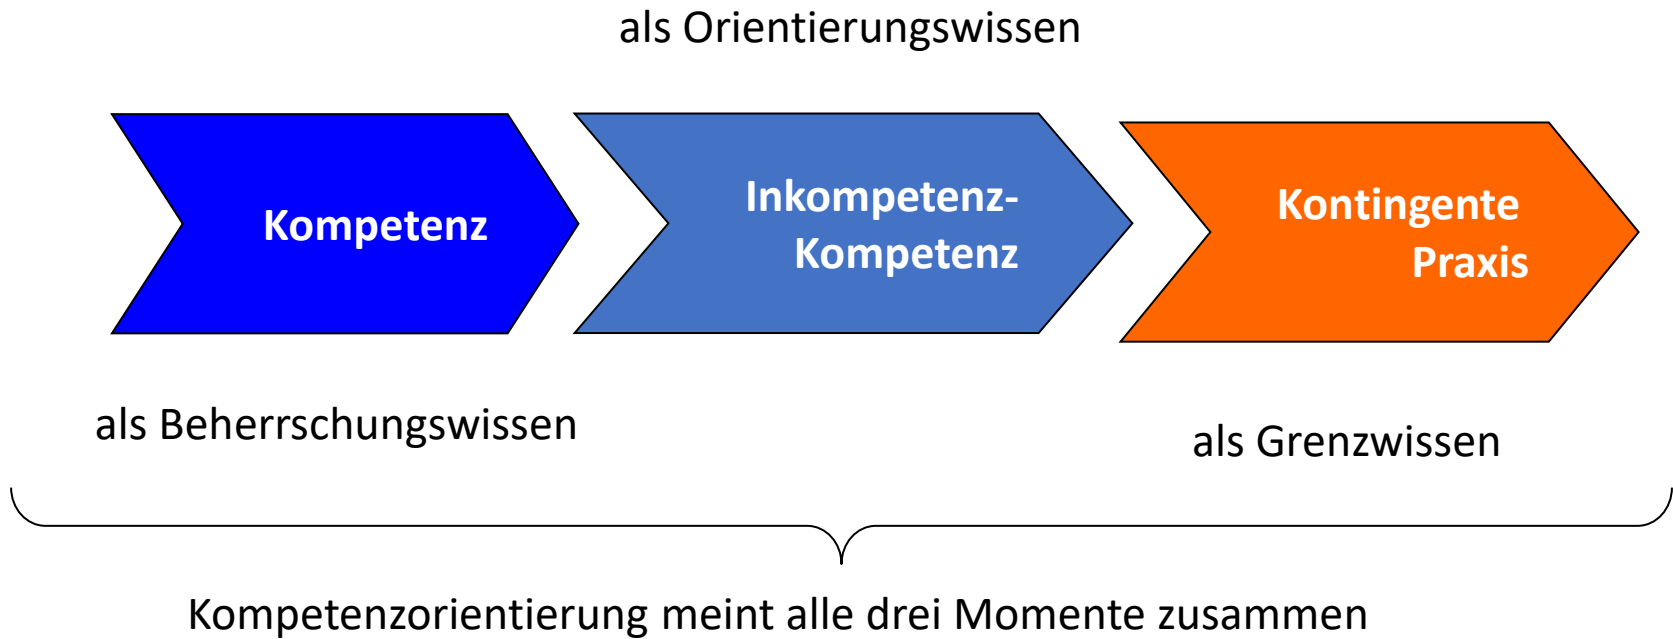 als Orientierungswissen
Kompetenz
Inkompetenz-
Kompetenz
Kontingente
Praxis
als Beherrschungswissen
als Grenzwissen
Kompetenzorientierung meint alle drei Momente zusammen